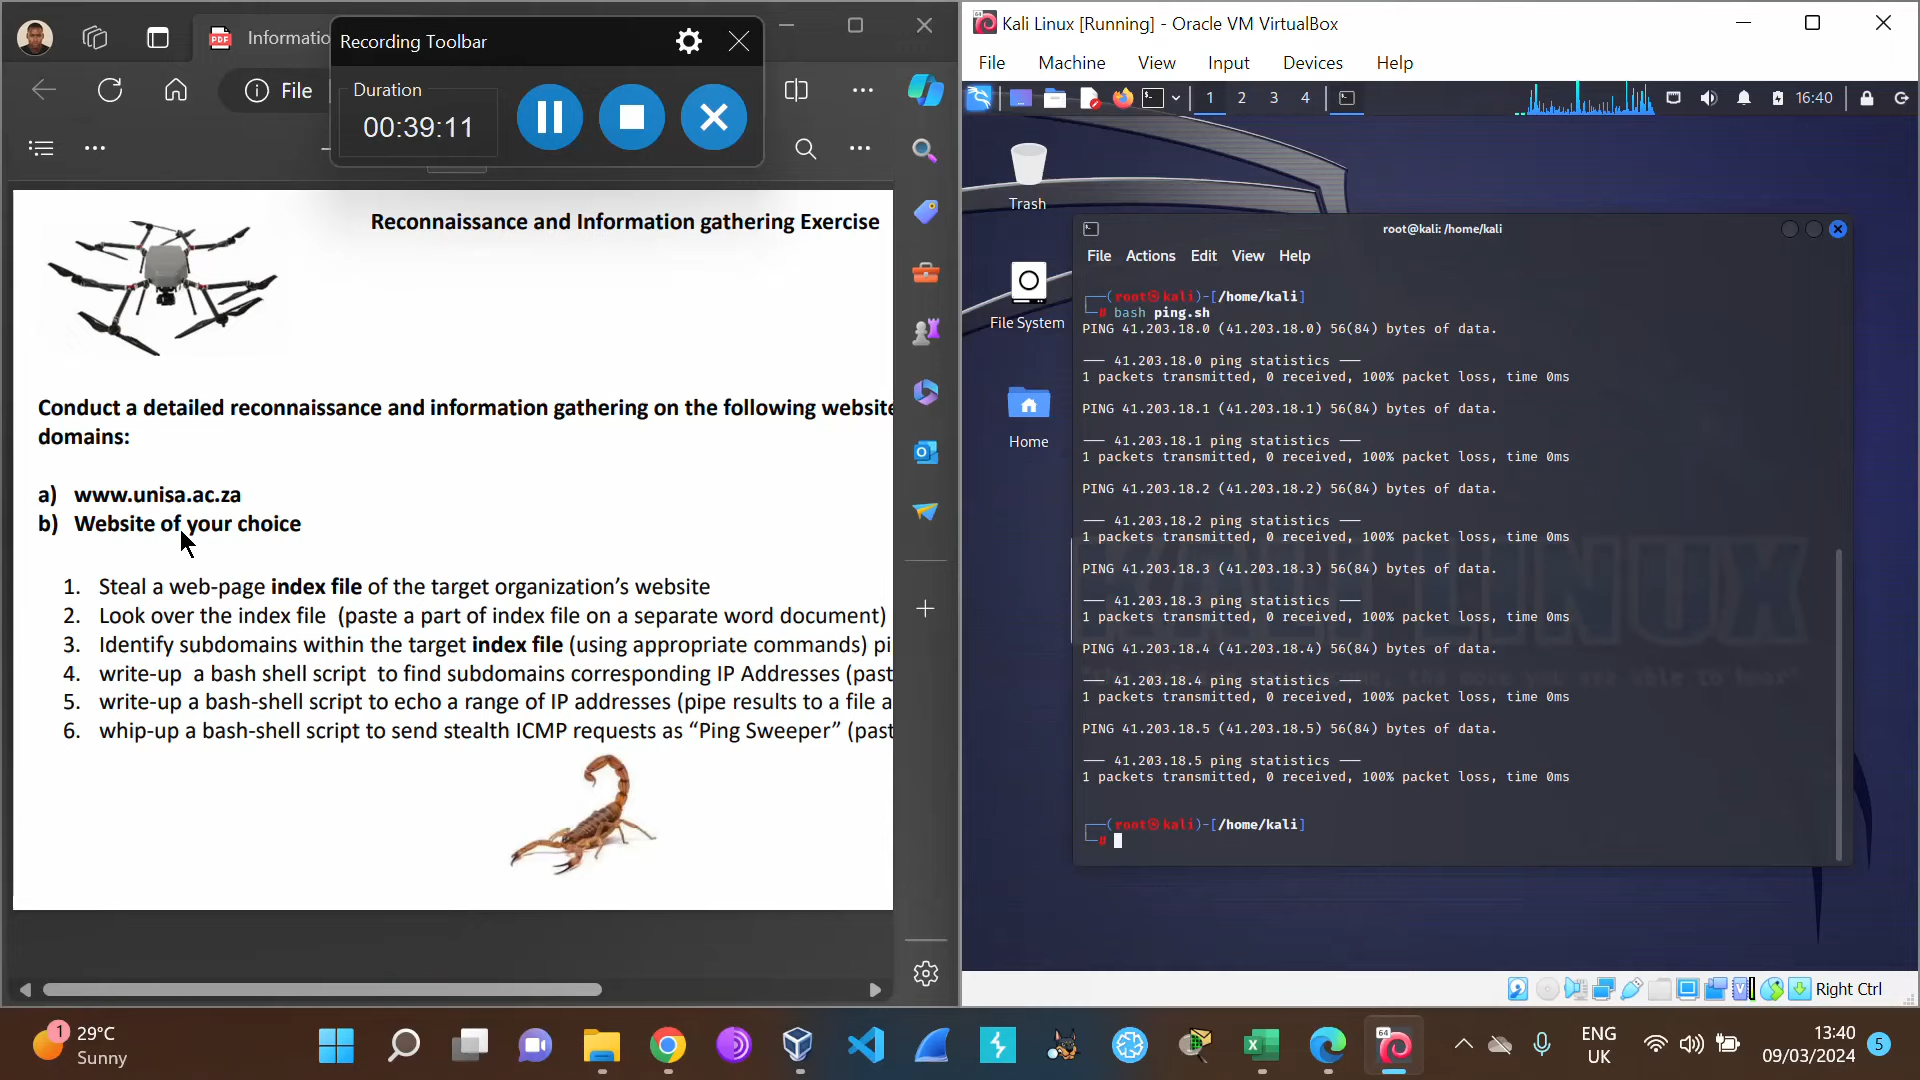 Informatio
Recording Toolbar
File
Duration
00:39:11
Reconnaissance and Information gathering Exercise
Conduct a detailed reconnaissance and information gathering on the following website
domains:
a) www.unisa.ac.za
b) Website of your choice
1. Steal a web-page index file of the target organization's website
2. Look over the index file (paste a part of index file on a separate word document)
3. Identify subdomains within the target index file (using appropriate commands) pi
4. write-up a bash shell script to find subdomains corresponding IP Addresses (past
5. write-up a bash-shell script to echo a range of IP addresses (pipe results to a file a
6. whip-up a bash-shell script to send stealth ICMP requests as “Ping Sweeper” (past
Kali Linux [Running] - Oracle VM VirtualBox
File Machine View Input Devices Help
1 2 3 4
16:40
Trash
File System
Home
root@kali: /home/kali
File Actions Edit View Help
┌──(root㉿kali)-[/home/kali]
└─# bash ping.sh
PING 41.203.18.0 (41.203.18.0) 56(84) bytes of data.
── 41.203.18.0 ping statistics ──
1 packets transmitted, 0 received, 100% packet loss, time 0ms
PING 41.203.18.1 (41.203.18.1) 56(84) bytes of data.
── 41.203.18.1 ping statistics ──
1 packets transmitted, 0 received, 100% packet loss, time 0ms
PING 41.203.18.2 (41.203.18.2) 56(84) bytes of data.
── 41.203.18.2 ping statistics ──
1 packets transmitted, 0 received, 100% packet loss, time 0ms
PING 41.203.18.3 (41.203.18.3) 56(84) bytes of data.
── 41.203.18.3 ping statistics ──
1 packets transmitted, 0 received, 100% packet loss, time 0ms
PING 41.203.18.4 (41.203.18.4) 56(84) bytes of data.
── 41.203.18.4 ping statistics ──
1 packets transmitted, 0 received, 100% packet loss, time 0ms
PING 41.203.18.5 (41.203.18.5) 56(84) bytes of data.
── 41.203.18.5 ping statistics ──
1 packets transmitted, 0 received, 100% packet loss, time 0ms
┌──(root㉿kali)-[/home/kali]
└─#
Right Ctrl
1
29°C
Sunny
ENG
UK
13:40
09/03/2024
5